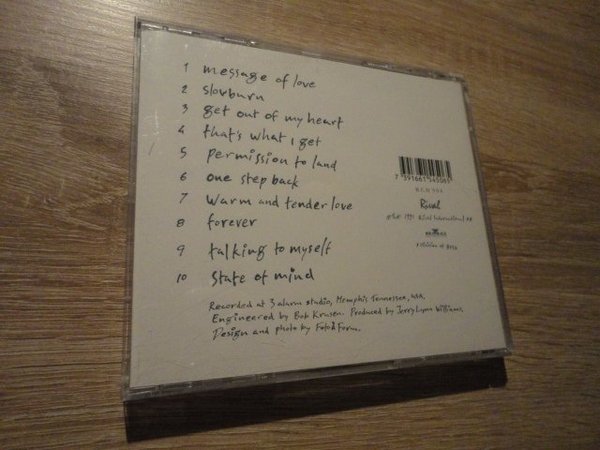 1 message of love
2 slowburn
3 get out of my heart
4 that's what I get
5 permission to land
6 one step back
7 warm and tender love
8 forever
9 talking to myself
10 state of mind
Recorded at 3 alarm studio, Memphis Tennessee, USA.
Engineered by Bob Krusen. Produced by Jerry Lynn Williams.
Design and photo by Foto & Form.
Rival